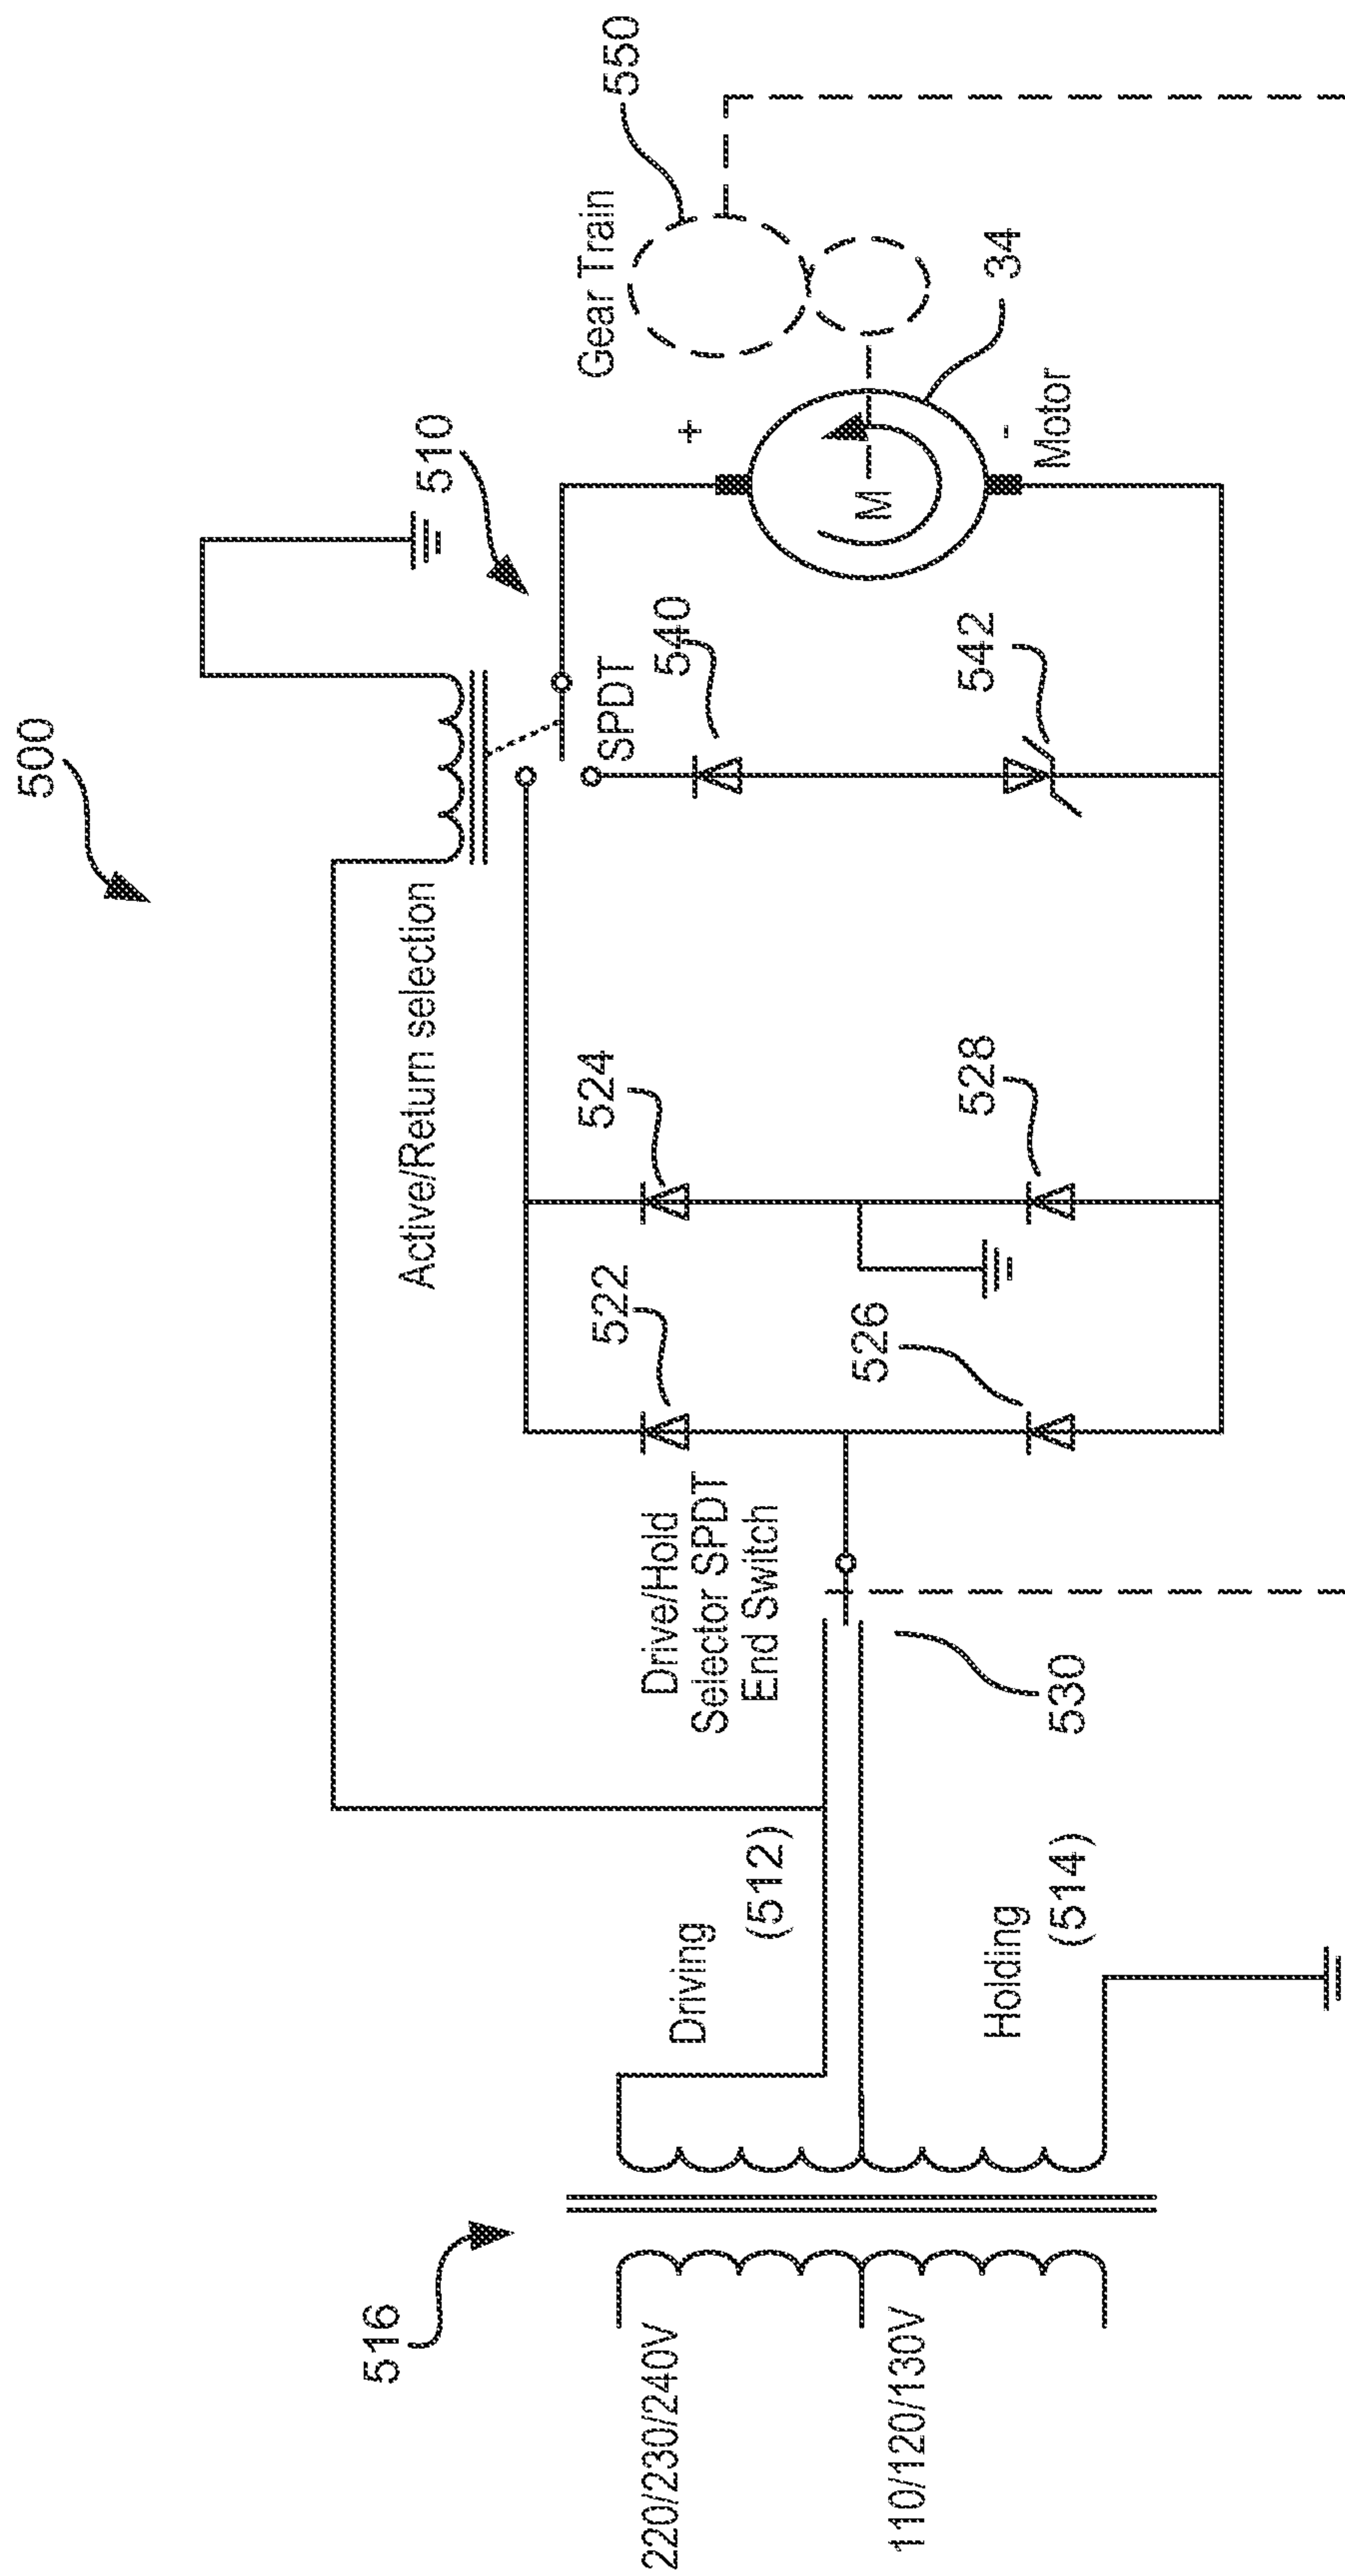 500
510
550
Gear Train
+
34
M
-
Motor
SPDT
540
542
Active/Return selection
524
528
522
526
Drive/Hold
Selector SPDT
End Switch
530
Driving
(512)
Holding
(514)
516
220/230/240V
110/120/130V